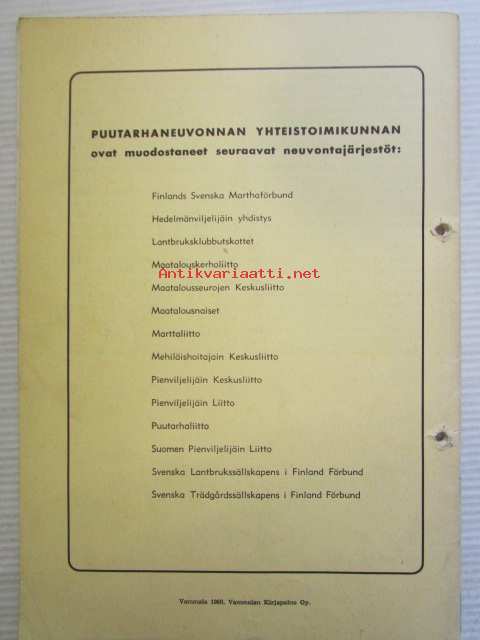 PUUTARHANEUVONNAN YHTEISTOIMIKUNNAN
ovat muodostaneet seuraavat neuvontajärjestöt:
Finlands Svenska Marthaförbund
Hedelmänviljelijäin yhdistys
Lantbruksklubbutskottet
Maatalouskerholiitto
Antikvariaatti.net
Maatalousseurojen Keskusliitto
Maatalousnaiset
Marttaliitto
Mehiläishoitajain Keskusliitto
Pienviljelijäin Keskusliitto
Pienviljelijäin Liitto
Puutarhaliitto
Suomen Pienviljelijäin Liitto
Svenska Lantbrukssällskapens i Finland Förbund
Svenska Trädgårdssällskapens i Finland Förbund
Vammala 1960, Vammalan Kirjapaino Oy.